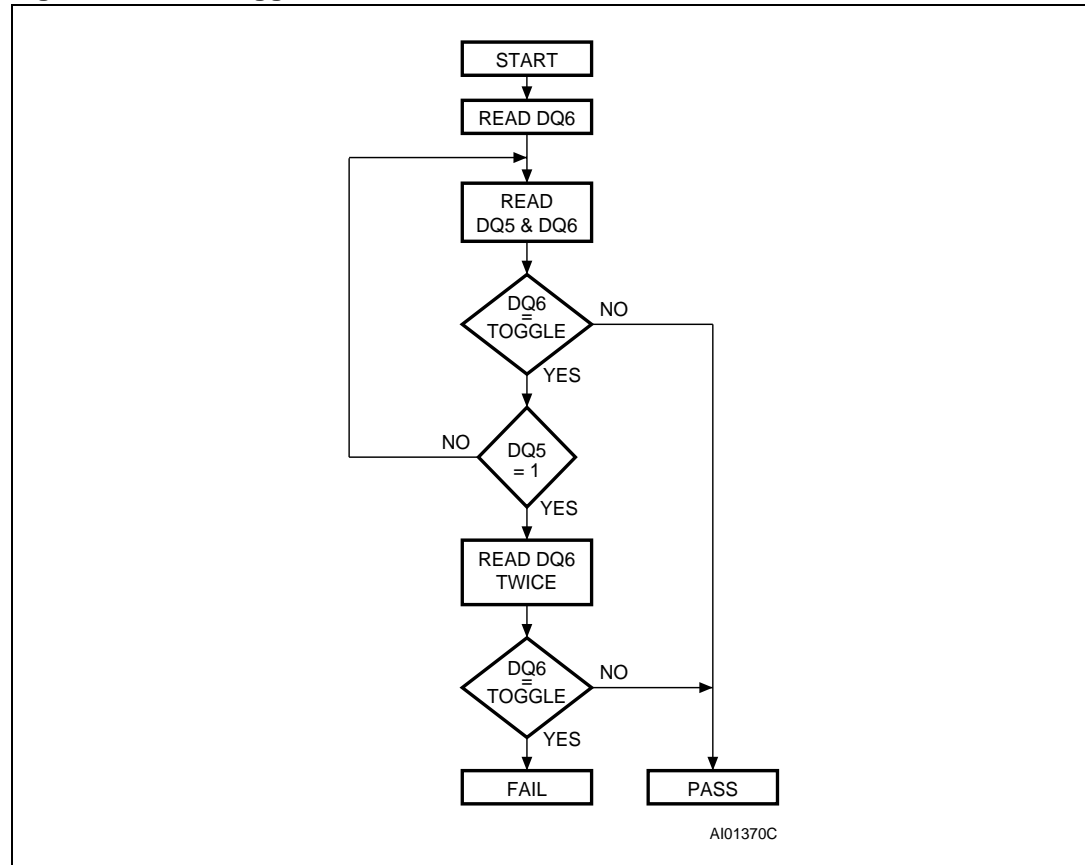 START
READ DQ6
READ
DQ5 & DQ6
DQ6
=
TOGGLE
NO
YES
NO
DQ5
= 1
YES
READ DQ6
TWICE
DQ6
=
TOGGLE
NO
YES
FAIL
PASS
AI01370C